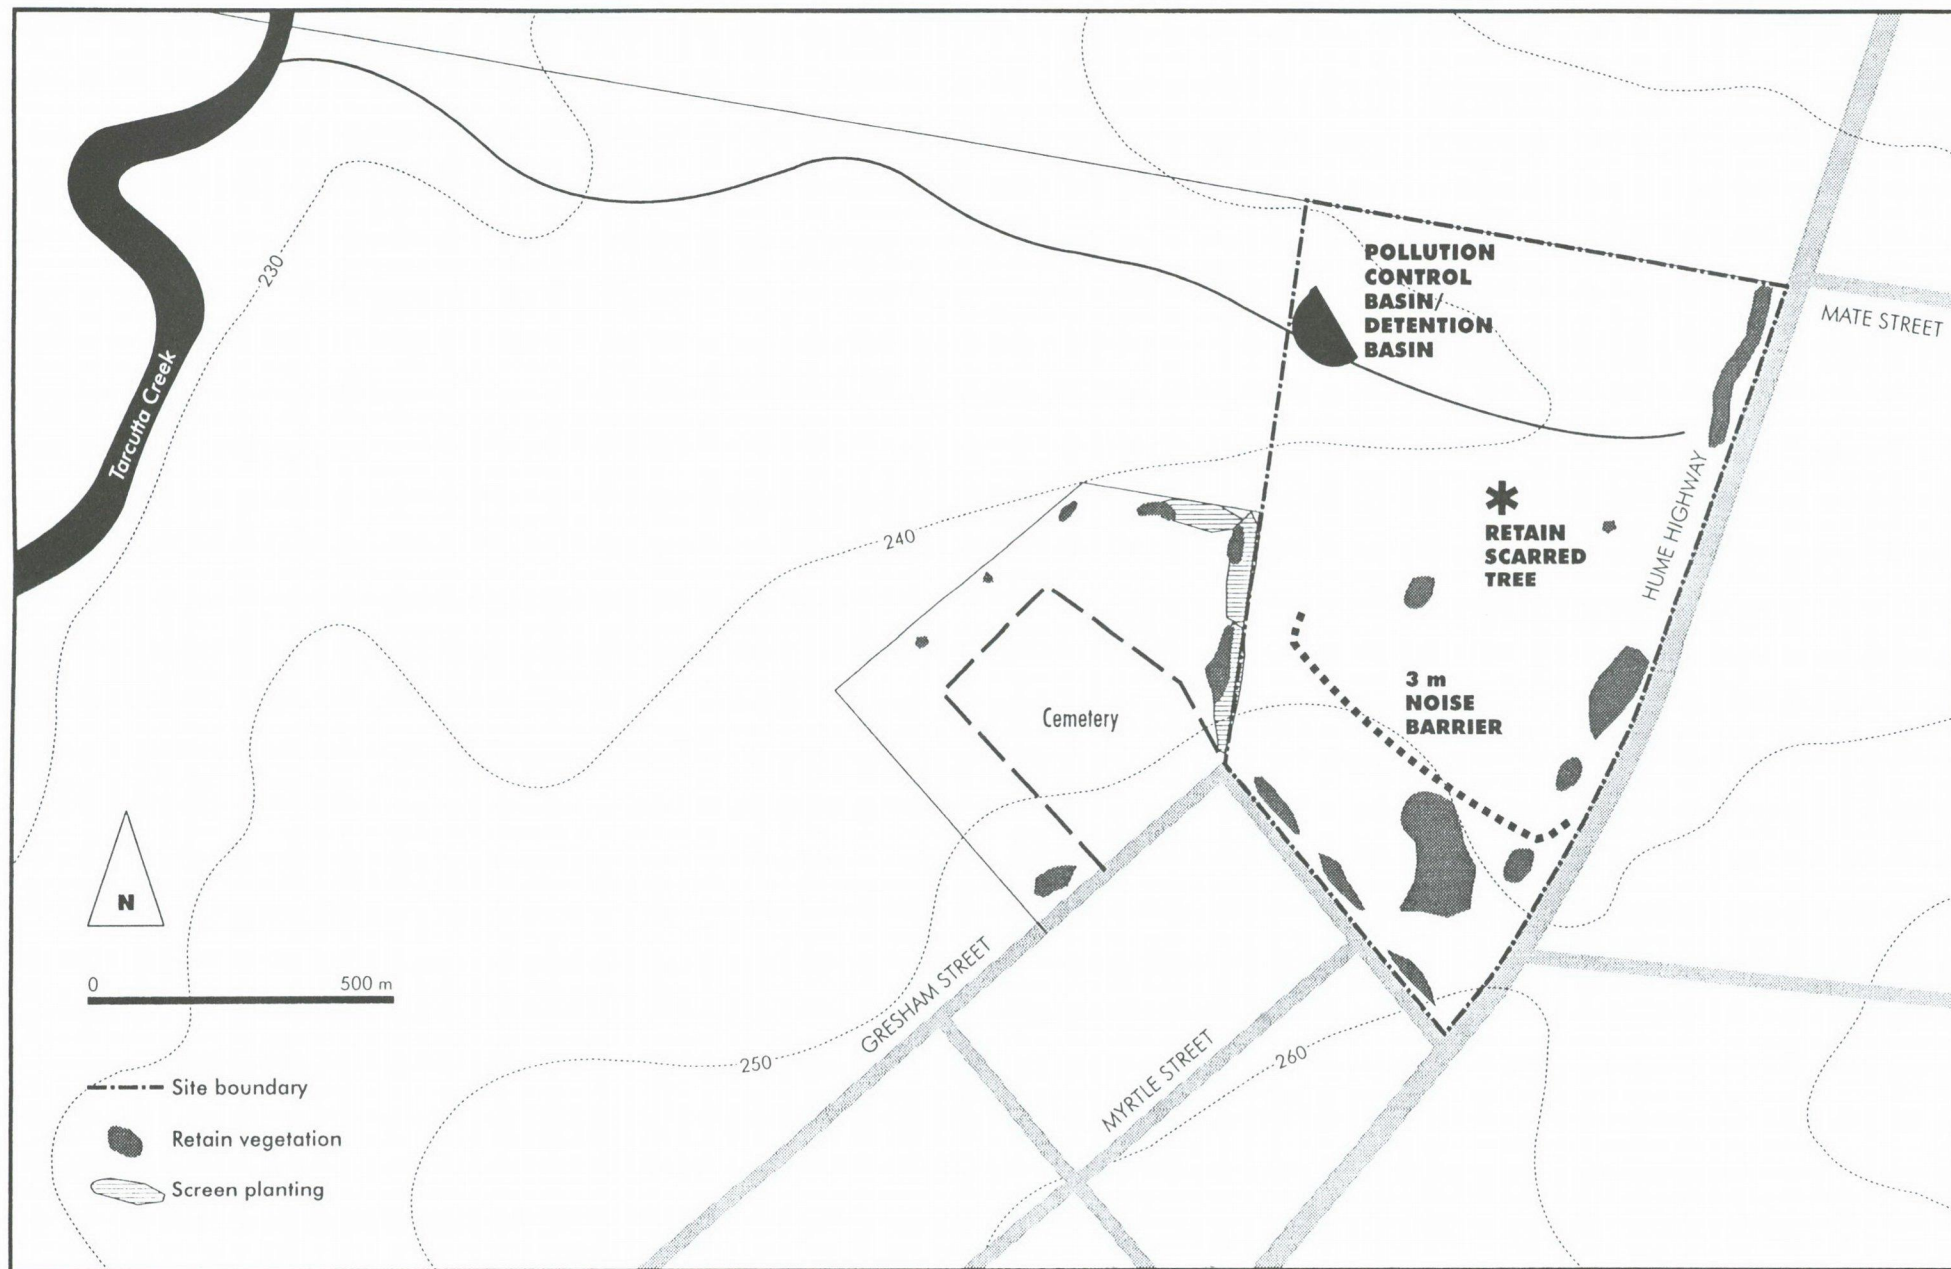 POLLUTION
CONTROL
BASIN/
DETENTION
BASIN
MATE STREET
230
Tarcutta Creek
HUME HIGHWAY
RETAIN
SCARRED
TREE
240
3 m
NOISE
BARRIER
Cemetery
N
0
500 m
GRESHAM STREET
MYRTLE STREET
250
260
Site boundary
Retain vegetation
Screen planting